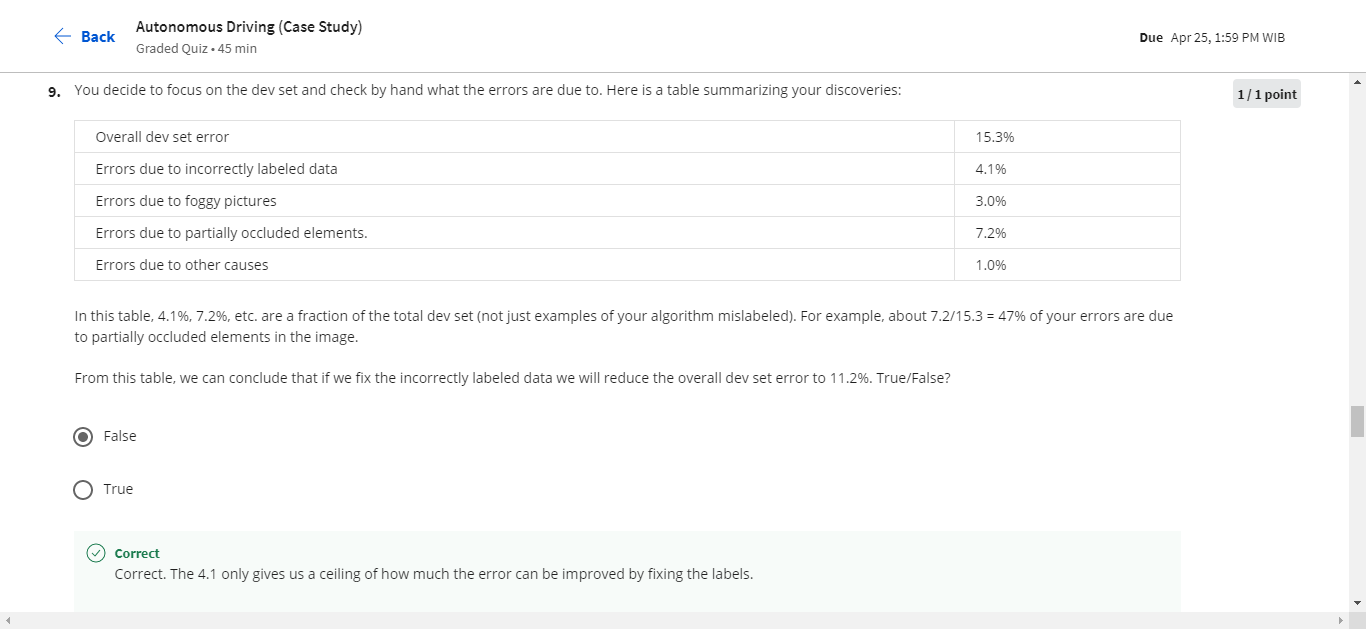 Back
Autonomous Driving (Case Study)
Graded Quiz • 45 min
Due Apr 25, 1:59 PM WIB
9. You decide to focus on the dev set and check by hand what the errors are due to. Here is a table summarizing your discoveries:
1 / 1 point
Overall dev set error 15.3%
Errors due to incorrectly labeled data 4.1%
Errors due to foggy pictures 3.0%
Errors due to partially occluded elements. 7.2%
Errors due to other causes 1.0%
In this table, 4.1%, 7.2%, etc. are a fraction of the total dev set (not just examples of your algorithm mislabeled). For example, about 7.2/15.3 = 47% of your errors are due
to partially occluded elements in the image.
From this table, we can conclude that if we fix the incorrectly labeled data we will reduce the overall dev set error to 11.2%. True/False?
False
True
Correct
Correct. The 4.1 only gives us a ceiling of how much the error can be improved by fixing the labels.